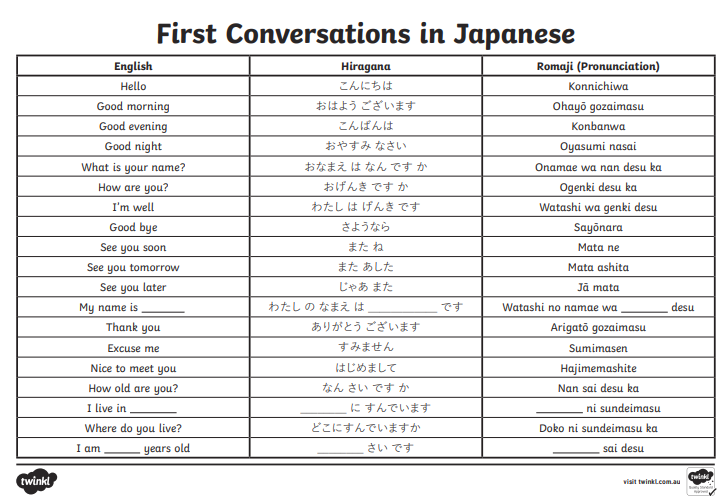 First Conversations in Japanese
English Hiragana Romaji (Pronunciation)
Hello こんにちは Konnichiwa
Good morning おはよう ございます Ohayō gozaimasu
Good evening こんばんは Konbanwa
Good night おやすみ なさい Oyasumi nasai
What is your name? おなまえ は なん です か Onamae wa nan desu ka
How are you? おげんき です か Ogenki desu ka
I'm well わたし は げんき です Watashi wa genki desu
Good bye さようなら Sayōnara
See you soon また ね Mata ne
See you tomorrow また あした Mata ashita
See you later じゃあ また Jā mata
My name is _______ わたし の なまえ は ___________ です Watashi no namae wa _______ desu
Thank you ありがとう ございます Arigatō gozaimasu
Excuse me すみません Sumimasen
Nice to meet you はじめまして Hajimemashite
How old are you? なん さい です か Nan sai desu ka
I live in _______ _______ に すんでいます _______ ni sundeimasu
Where do you live? どこにすんでいますか Doko ni sundeimasu ka
I am ______ years old _______ さい です _______ sai desu
twinkl visit twinkl.com.au twinkl
Quality Standard
Approved